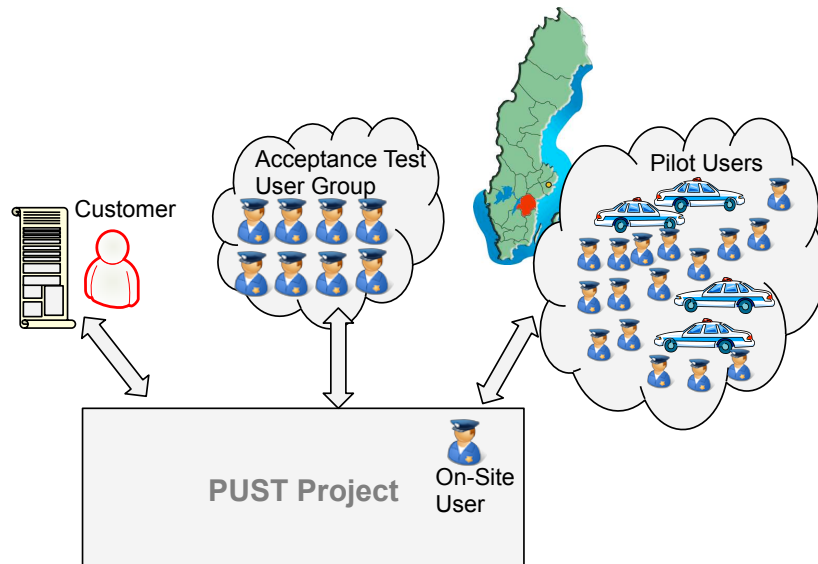 Acceptance Test
User Group
Pilot Users
Customer
PUST Project
On-Site
User